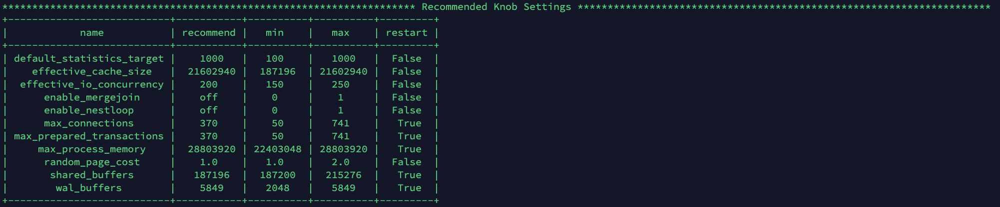 ********************************************************************* Recommended Knob Settings *********************************************************************
+---------------------------+-----------+----------+----------+---------+
|            name           | recommend |   min    |   max    | restart |
+---------------------------+-----------+----------+----------+---------+
| default_statistics_target |    1000   |   100    |   1000   |  False  |
|    effective_cache_size   |  21602940 |  187196  | 21602940 |  False  |
|  effective_io_concurrency |    200    |   150    |   250    |  False  |
|      enable_mergejoin     |    off    |    0     |    1     |  False  |
|      enable_nestloop      |    off    |    0     |    1     |  False  |
|      max_connections      |    370    |    50    |   741    |   True  |
| max_prepared_transactions |    370    |    50    |   741    |   True  |
|     max_process_memory    |  28803920 | 22403048 | 28803920 |   True  |
|      random_page_cost     |    1.0    |   1.0    |   2.0    |  False  |
|       shared_buffers      |   187196  |  187200  |  215276  |   True  |
|        wal_buffers        |    5849   |   2048   |   5849   |   True  |
+---------------------------+-----------+----------+----------+---------+